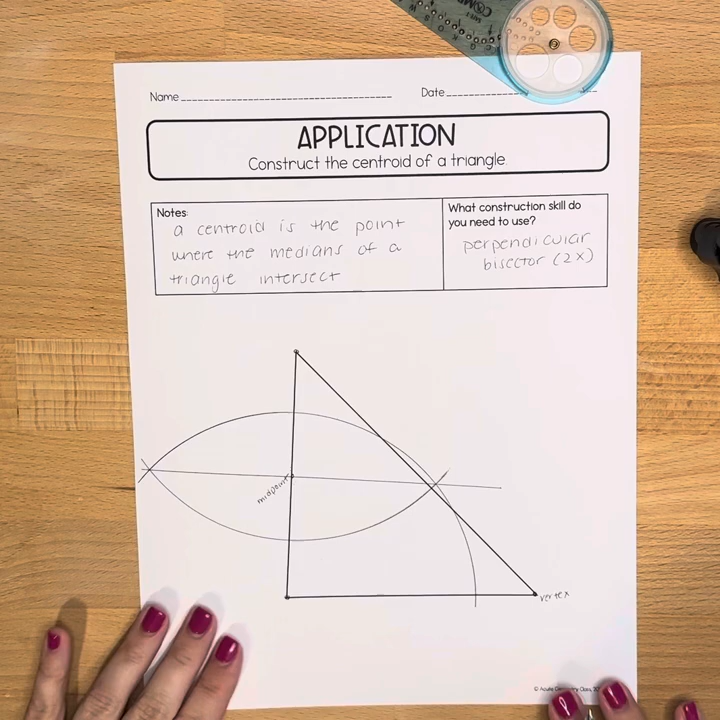 Name
Date
APPLICATION
Construct the centroid of a triangle.
Notes:
a centroid is the point
where the medians of a
triangle intersect
What construction skill do
you need to use?
perpendicular
bisector (2x)
midpoint
vertex